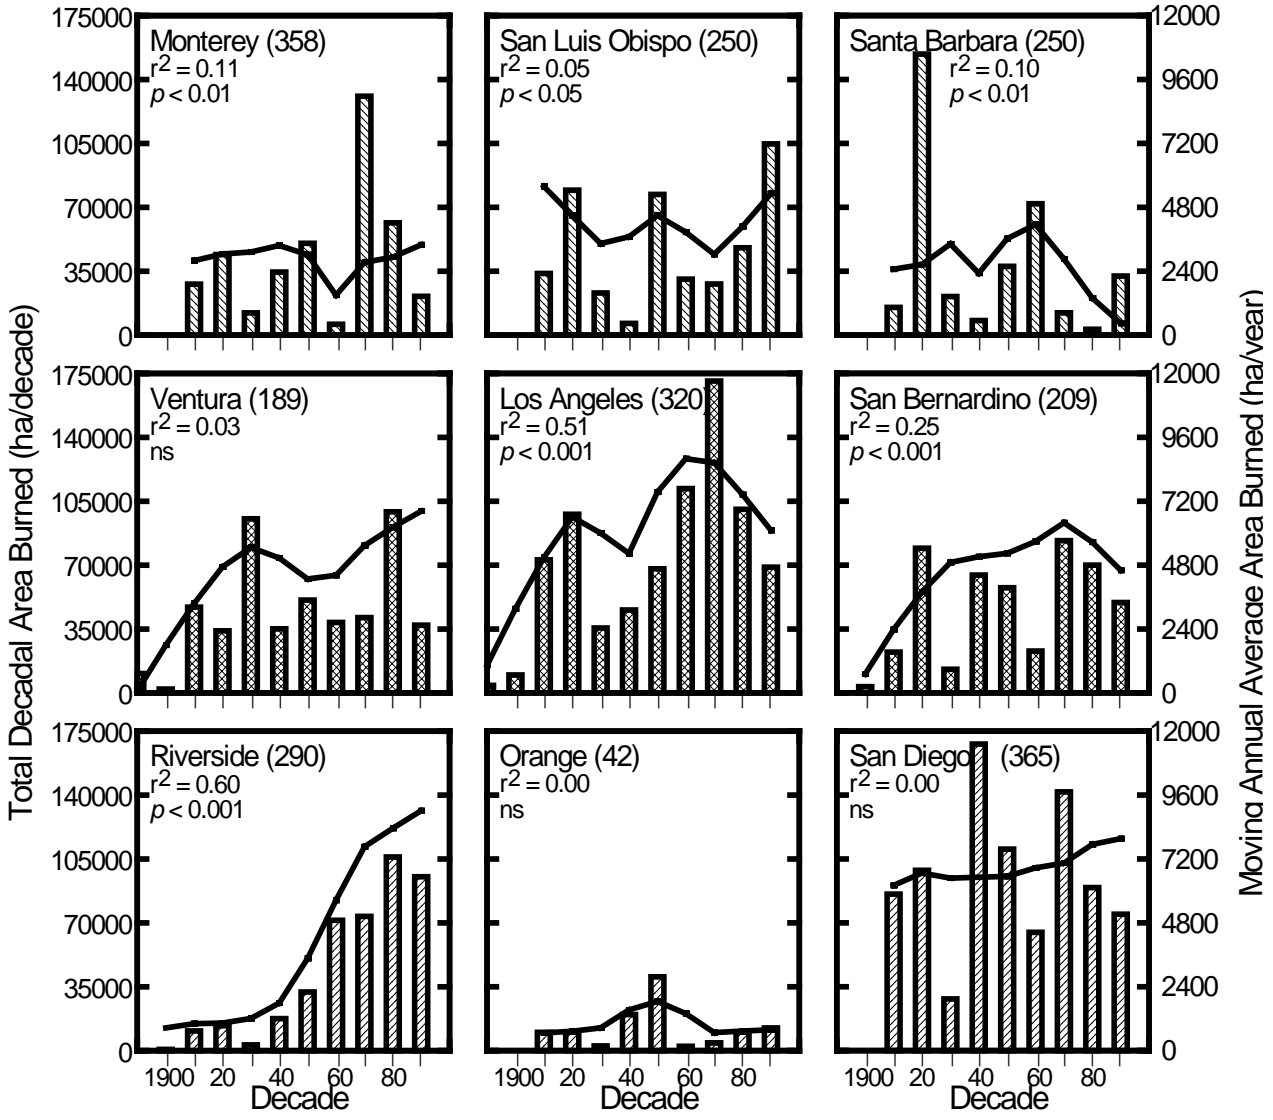 Total Decadal Area Burned (ha/decade)
Moving Annual Average Area Burned (ha/year)
175000
140000
105000
70000
35000
0
Monterey (358)
r2 = 0.11
p < 0.01
San Luis Obispo (250)
r2 = 0.05
p < 0.05
Santa Barbara (250)
r2 = 0.10
p < 0.01
12000
9600
7200
4800
2400
0
175000
140000
105000
70000
35000
0
Ventura (189)
r2 = 0.03
ns
Los Angeles (320)
r2 = 0.51
p < 0.001
San Bernardino (209)
r2 = 0.25
p < 0.001
12000
9600
7200
4800
2400
0
175000
140000
105000
70000
35000
0
Riverside (290)
r2 = 0.60
p < 0.001
Orange (42)
r2 = 0.00
ns
San Diego (365)
r2 = 0.00
ns
12000
9600
7200
4800
2400
0
1900 20 40 60 80
Decade
1900 20 40 60 80
Decade
1900 20 40 60 80
Decade